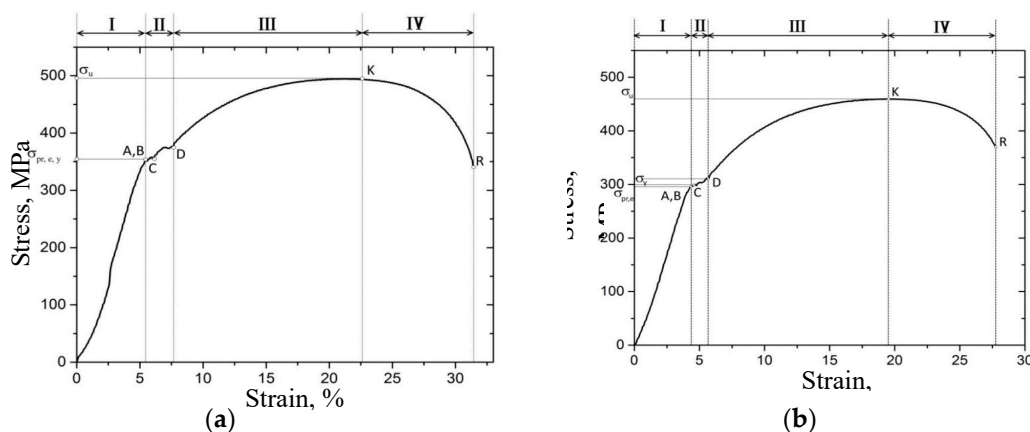 I II III IV
500
400
300
200
100
0
σu
σpr, e, y
A,B
C
D
K
R
0 5 10 15 20 25 30
Stress, MPa
Strain, %
(a)
I II III IV
500
400
300
200
100
0
σu
σy
σpr,e
A,B
C
D
K
R
0 5 10 15 20 25 30
Stress,
Strain,
(b)